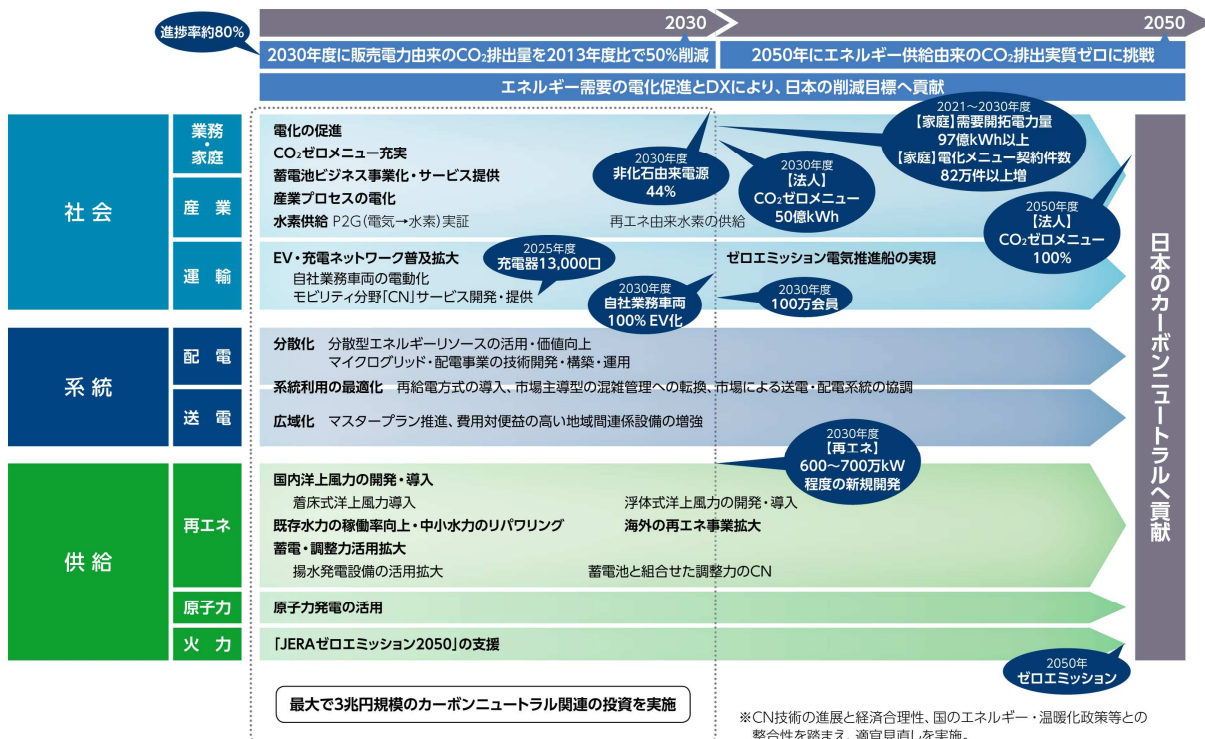 2030
2050
進捗率約80%
2030年度に販売電力由来のCO₂排出量を2013年度比で50%削減
2050年にエネルギー供給由来のCO₂排出実質ゼロに挑戦
エネルギー需要の電化促進とDXにより、日本の削減目標へ貢献
社会
業務
・
家庭
電化の促進
CO₂ゼロメニュー充実
蓄電池ビジネス事業化・サービス提供
産業
産業プロセスの電化
水素供給 P2G(電気→水素)実証
再エネ由来水素の供給
2030年度
非化石由来電源
44%
2030年度
【法人】
CO₂ゼロメニュー
50億kWh
2021～2030年度
【家庭】需要開拓電力量
97億kWh以上
【家庭】電化メニュー契約件数
82万件以上増
2050年度
【法人】
CO₂ゼロメニュー
100%
運輸
EV・充電ネットワーク普及拡大
自社業務車両の電動化
モビリティ分野「CN」サービス開発・提供
2025年度
充電器13,000口
ゼロエミッション電気推進船の実現
2030年度
自社業務車両
100% EV化
2030年度
100万会員
系統
配電
分散化 分散型エネルギーリソースの活用・価値向上
マイクログリッド・配電事業の技術開発・構築・運用
系統利用の最適化 再給電方式の導入、市場主導型の混雑管理への転換、市場による送電・配電系統の協調
送電
広域化 マスタープラン推進、費用対便益の高い地域間連係設備の増強
供給
再エネ
国内洋上風力の開発・導入
着床式洋上風力導入
浮体式洋上風力の開発・導入
既存水力の稼働率向上・中小水力のリパワリング
海外の再エネ事業拡大
蓄電・調整力活用拡大
揚水発電設備の活用拡大
蓄電池と組合せた調整力のCN
2030年度
【再エネ】
600～700万kW
程度の新規開発
原子力
原子力発電の活用
火力
「JERAゼロエミッション2050」の支援
2050年
ゼロエミッション
日本のカーボンニュートラルへ貢献
最大で3兆円規模のカーボンニュートラル関連の投資を実施
※CN技術の進展と経済合理性、国のエネルギー・温暖化政策等との
整合性を踏まえ、適宜見直しを実施。